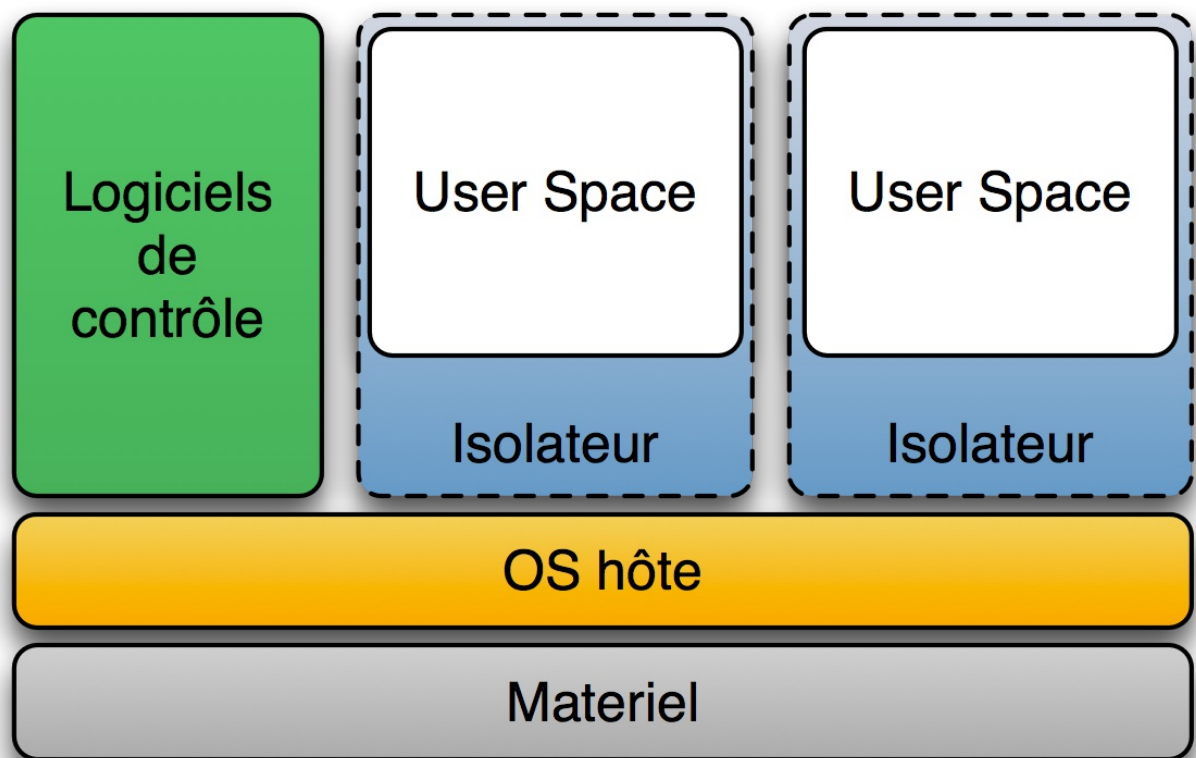 Logiciels
de
contrôle
User Space
Isolateur
User Space
Isolateur
OS hôte
Materiel